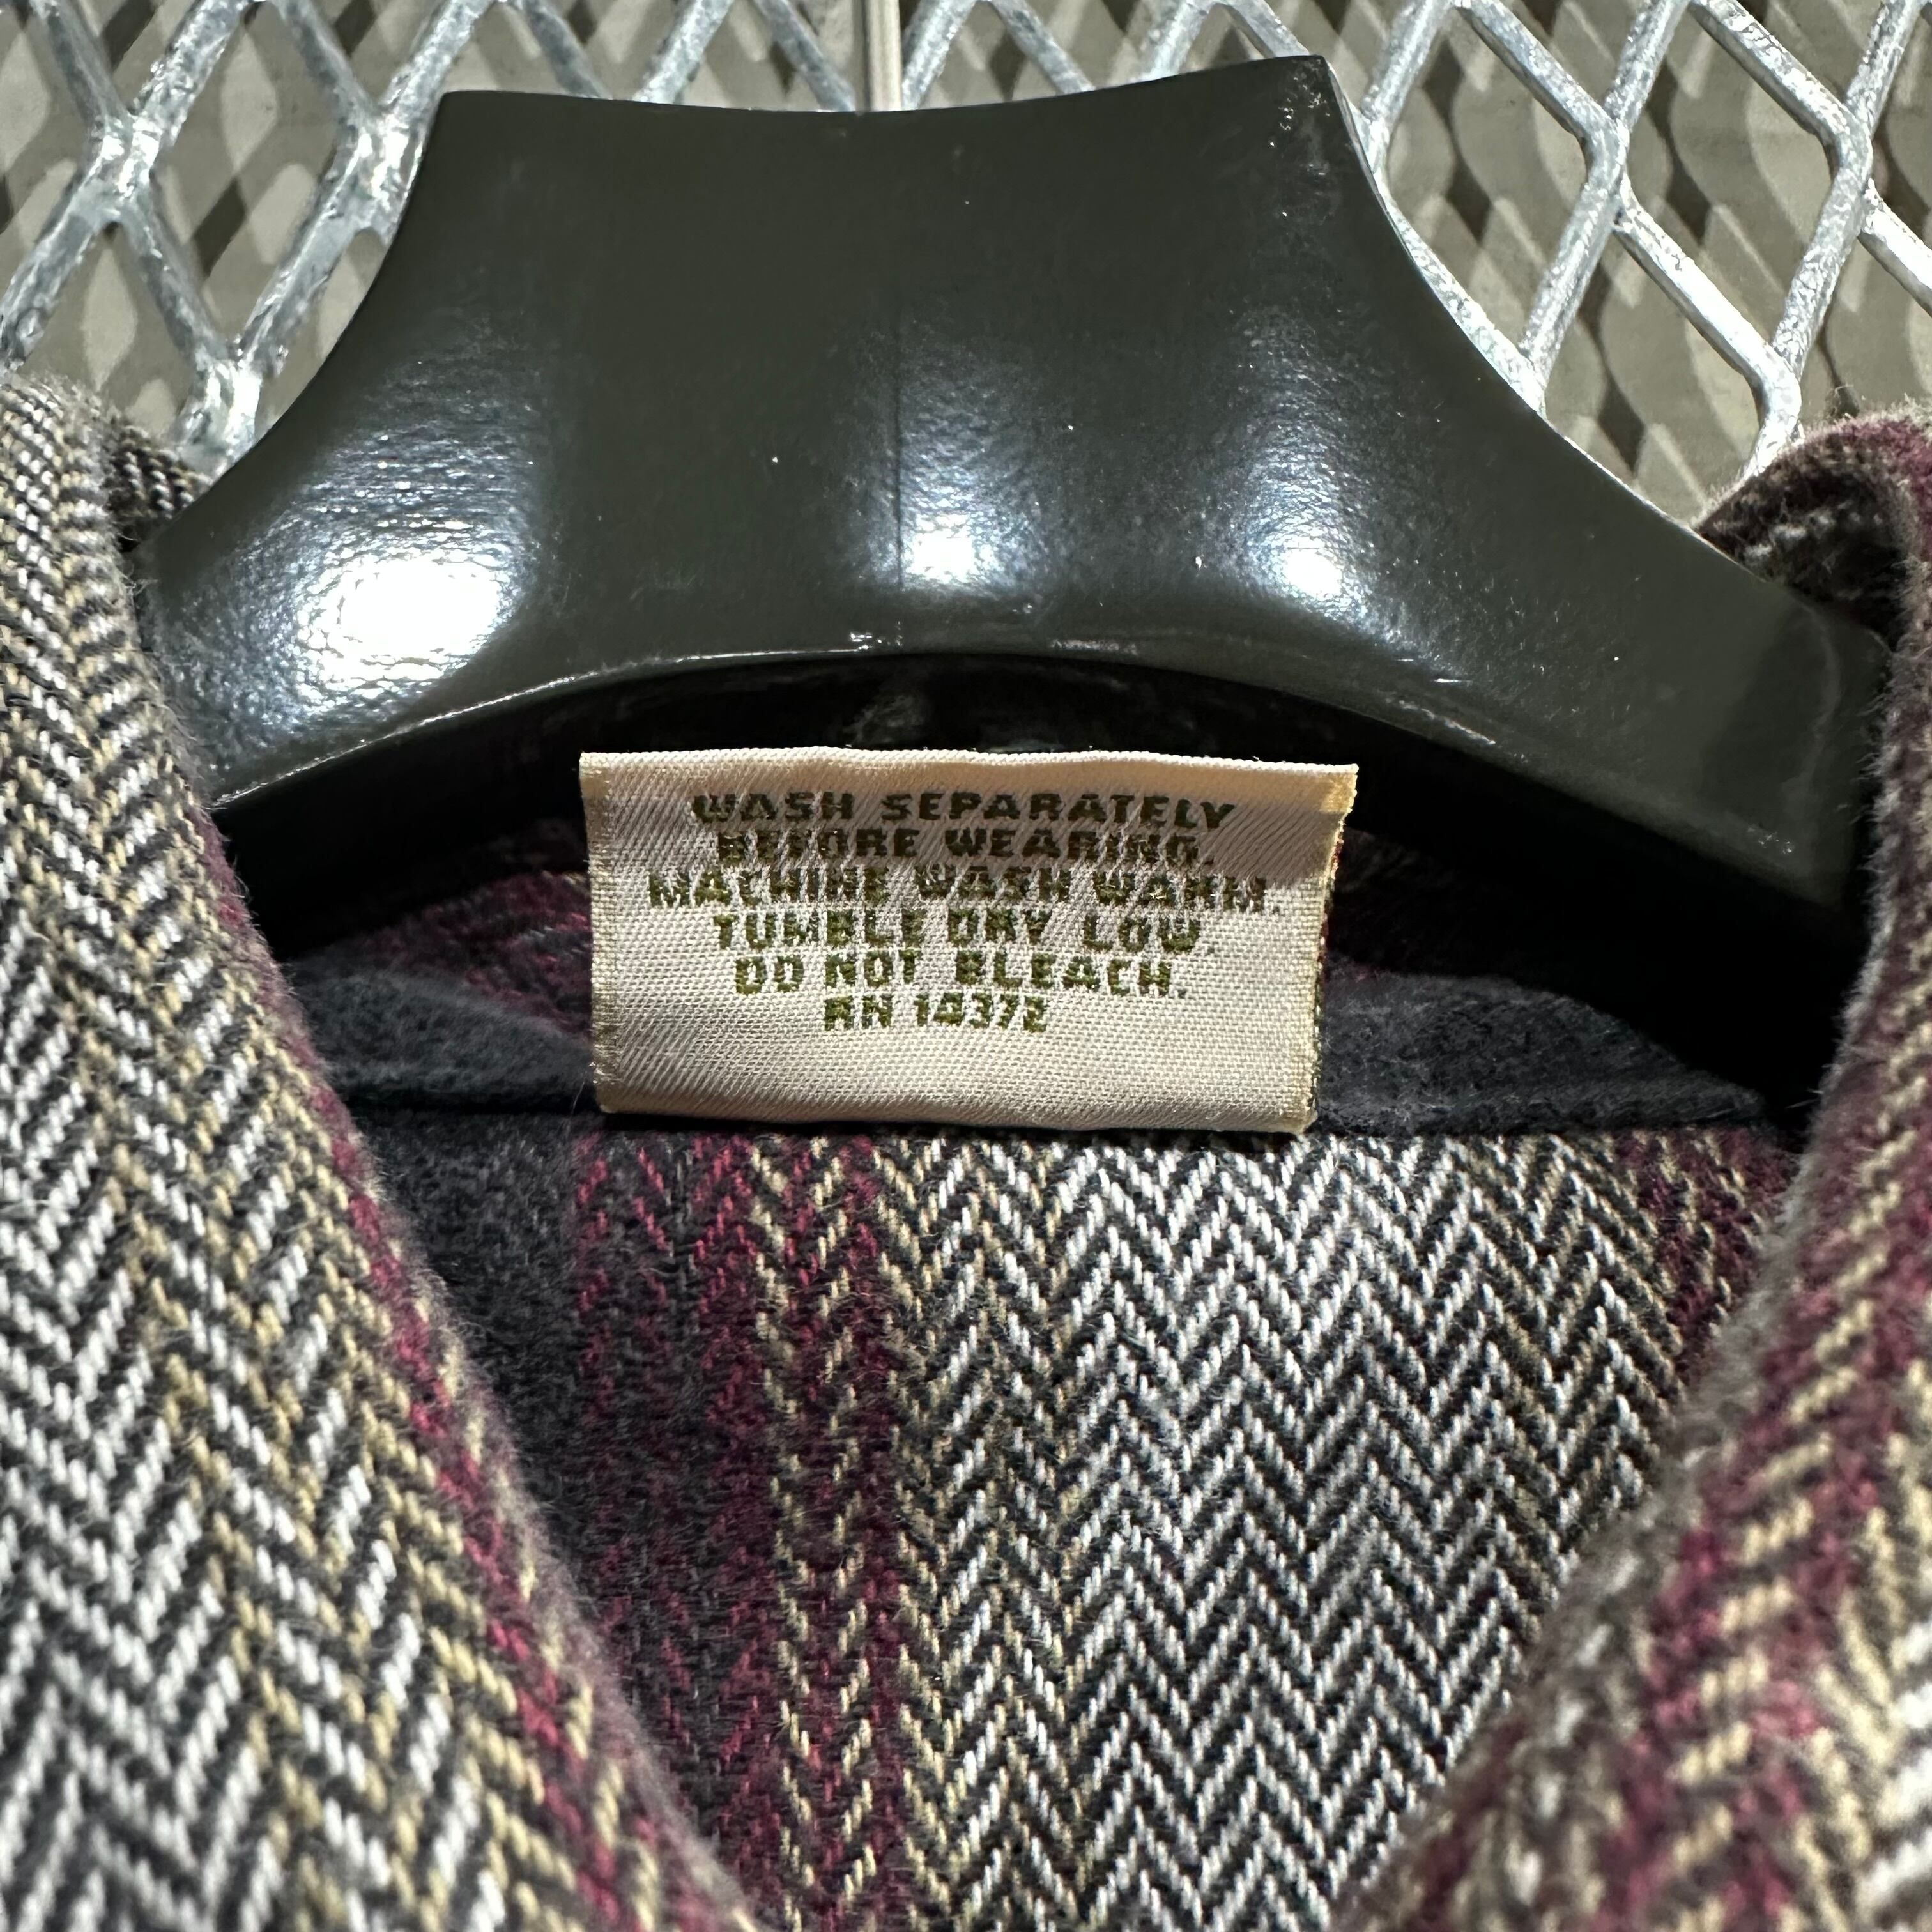 WASH SEPARATELY
BEFORE WEARING.
MACHINE WASH WARM.
TUMBLE DRY LOW.
DO NOT BLEACH.
RN 14372